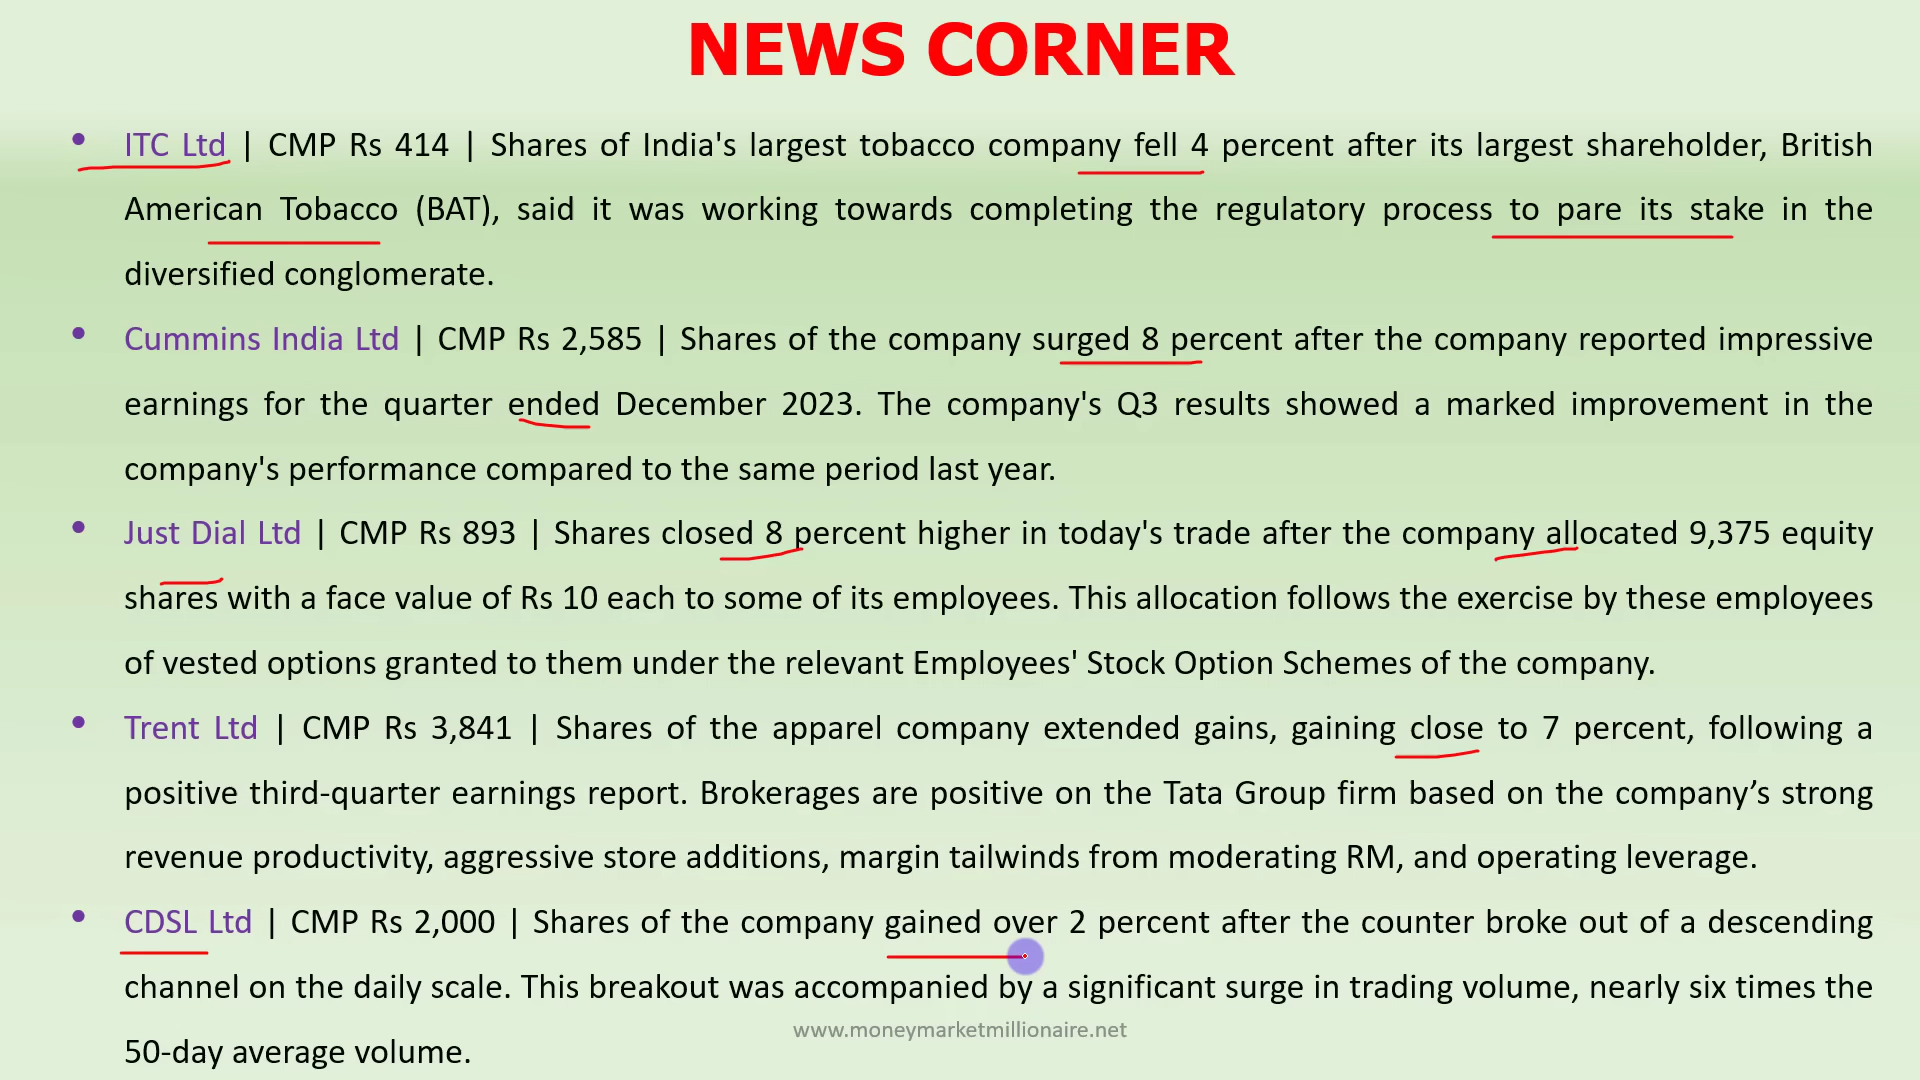 NEWS CORNER
• ITC Ltd | CMP Rs 414 | Shares of India's largest tobacco company fell 4 percent after its largest shareholder, British
American Tobacco (BAT), said it was working towards completing the regulatory process to pare its stake in the
diversified conglomerate.
• Cummins India Ltd | CMP Rs 2,585 | Shares of the company surged 8 percent after the company reported impressive
earnings for the quarter ended December 2023. The company's Q3 results showed a marked improvement in the
company's performance compared to the same period last year.
• Just Dial Ltd | CMP Rs 893 | Shares closed 8 percent higher in today's trade after the company allocated 9,375 equity
shares with a face value of Rs 10 each to some of its employees. This allocation follows the exercise by these employees
of vested options granted to them under the relevant Employees' Stock Option Schemes of the company.
• Trent Ltd | CMP Rs 3,841 | Shares of the apparel company extended gains, gaining close to 7 percent, following a
positive third-quarter earnings report. Brokerages are positive on the Tata Group firm based on the company’s strong
revenue productivity, aggressive store additions, margin tailwinds from moderating RM, and operating leverage.
• CDSL Ltd | CMP Rs 2,000 | Shares of the company gained over 2 percent after the counter broke out of a descending
channel on the daily scale. This breakout was accompanied by a significant surge in trading volume, nearly six times the
www.moneymarketmillionaire.net
50-day average volume.